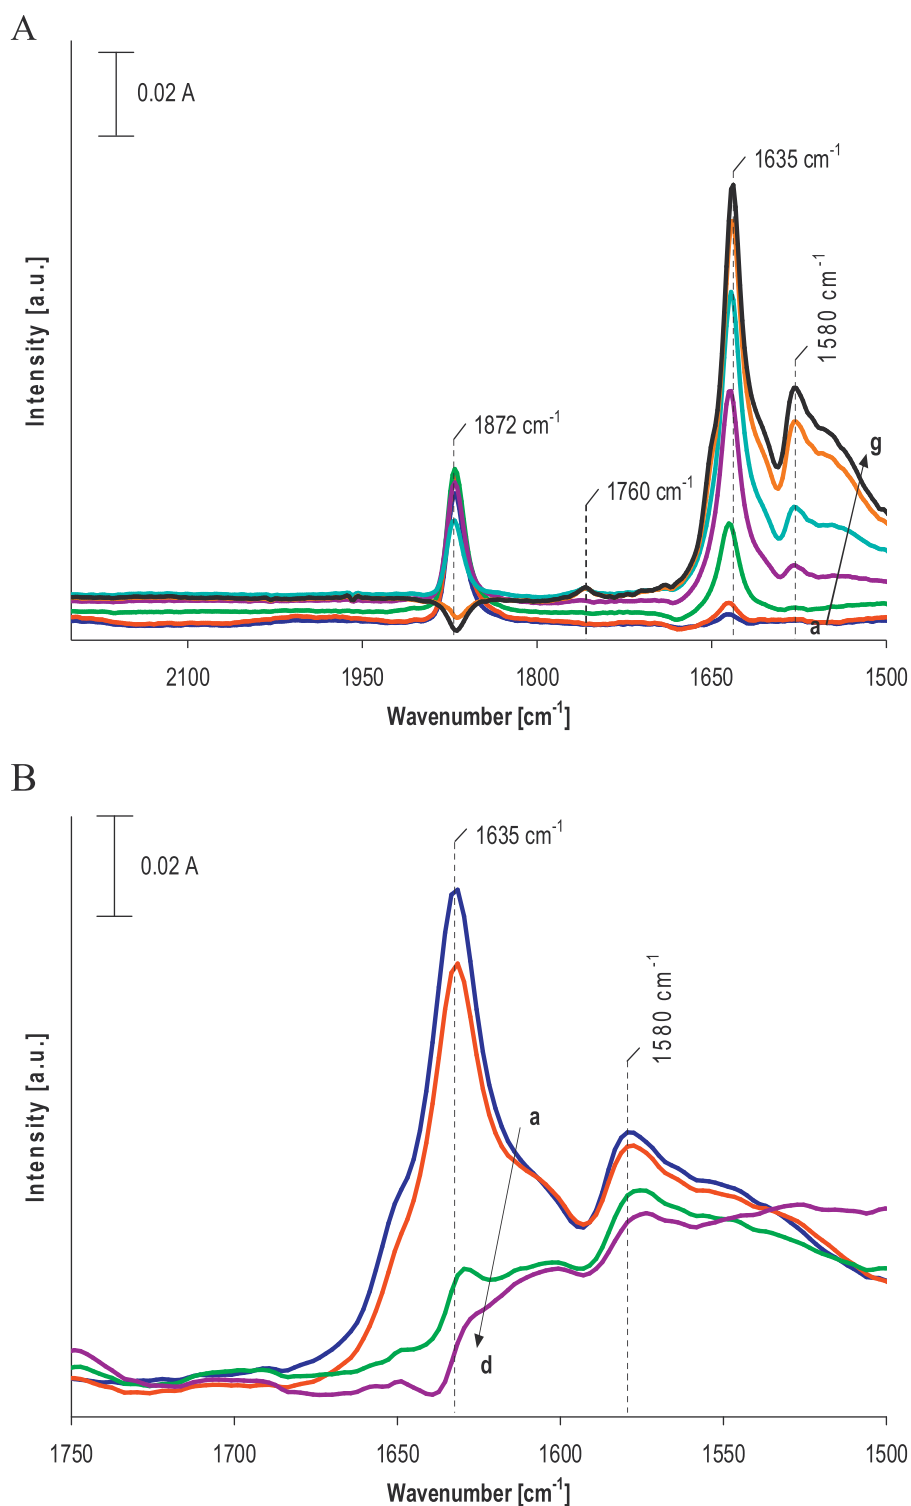 A
0.02 A
1635 cm⁻¹
1580 cm⁻¹
1872 cm⁻¹
1760 cm⁻¹
g
a
Intensity [a.u.]
2100 1950 1800 1650 1500
Wavenumber [cm⁻¹]
B
0.02 A
1635 cm⁻¹
1580 cm⁻¹
a
d
Intensity [a.u.]
1750 1700 1650 1600 1550 1500
Wavenumber [cm⁻¹]